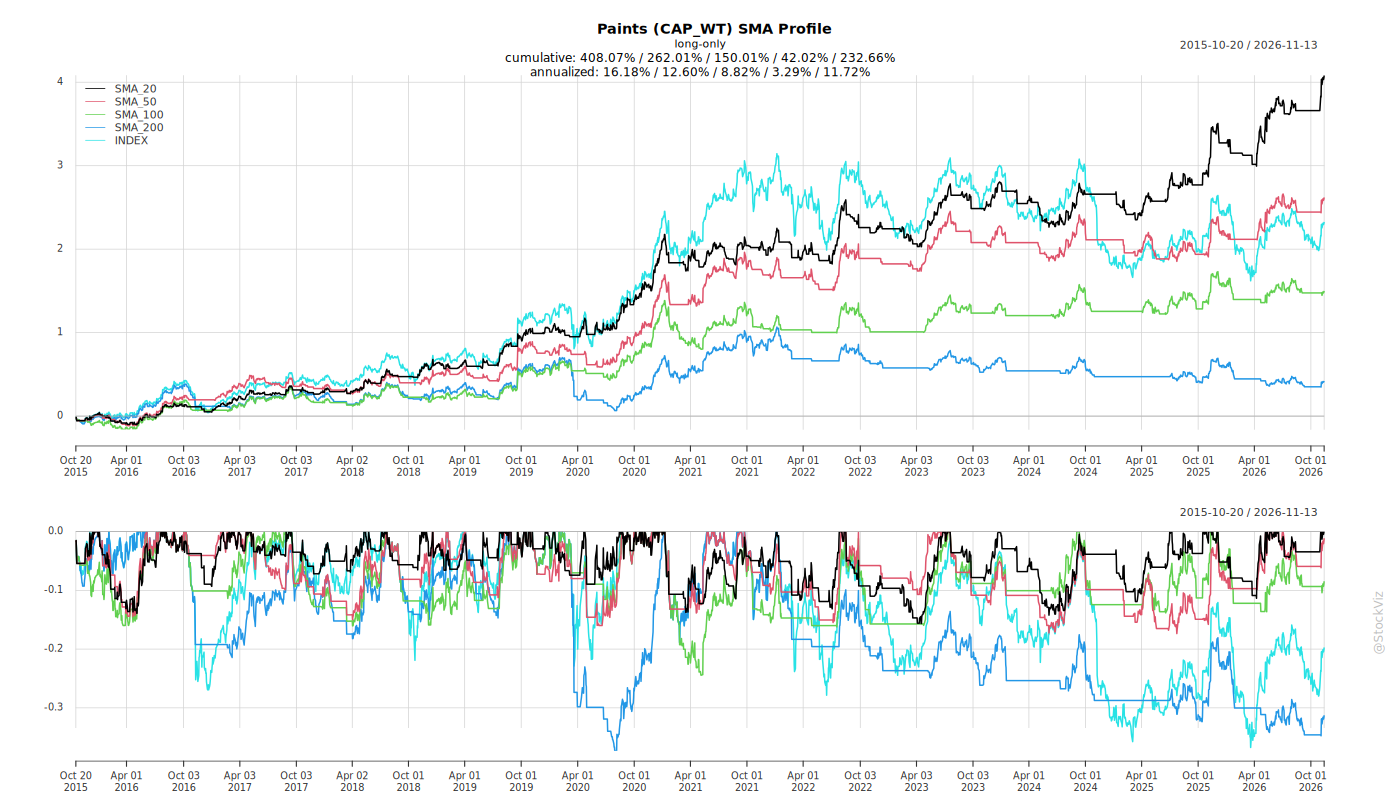 Paints (CAP_WT) SMA Profile
long-only
cumulative: 408.07% / 262.01% / 150.01% / 42.02% / 232.66%
annualized: 16.18% / 12.60% / 8.82% / 3.29% / 11.72%
2015-10-20 / 2026-11-13
SMA_20
SMA_50
SMA_100
SMA_200
INDEX
4
3
2
1
0
Oct 20 Apr 01 Oct 03 Apr 03 Oct 03 Apr 02 Oct 01 Apr 01 Oct 01 Apr 01 Oct 01 Apr 01 Oct 01 Apr 01 Oct 03 Apr 03 Oct 03 Apr 01 Oct 01 Apr 01 Oct 01 Apr 01 Oct 01
2015 2016 2016 2017 2017 2018 2018 2019 2019 2020 2020 2021 2021 2022 2022 2023 2023 2024 2024 2025 2025 2026 2026
2015-10-20 / 2026-11-13
0.0
-0.1
-0.2
-0.3
Oct 20 Apr 01 Oct 03 Apr 03 Oct 03 Apr 02 Oct 01 Apr 01 Oct 01 Apr 01 Oct 01 Apr 01 Oct 01 Apr 01 Oct 03 Apr 03 Oct 03 Apr 01 Oct 01 Apr 01 Oct 01 Apr 01 Oct 01
2015 2016 2016 2017 2017 2018 2018 2019 2019 2020 2020 2021 2021 2022 2022 2023 2023 2024 2024 2025 2025 2026 2026
@StockViz